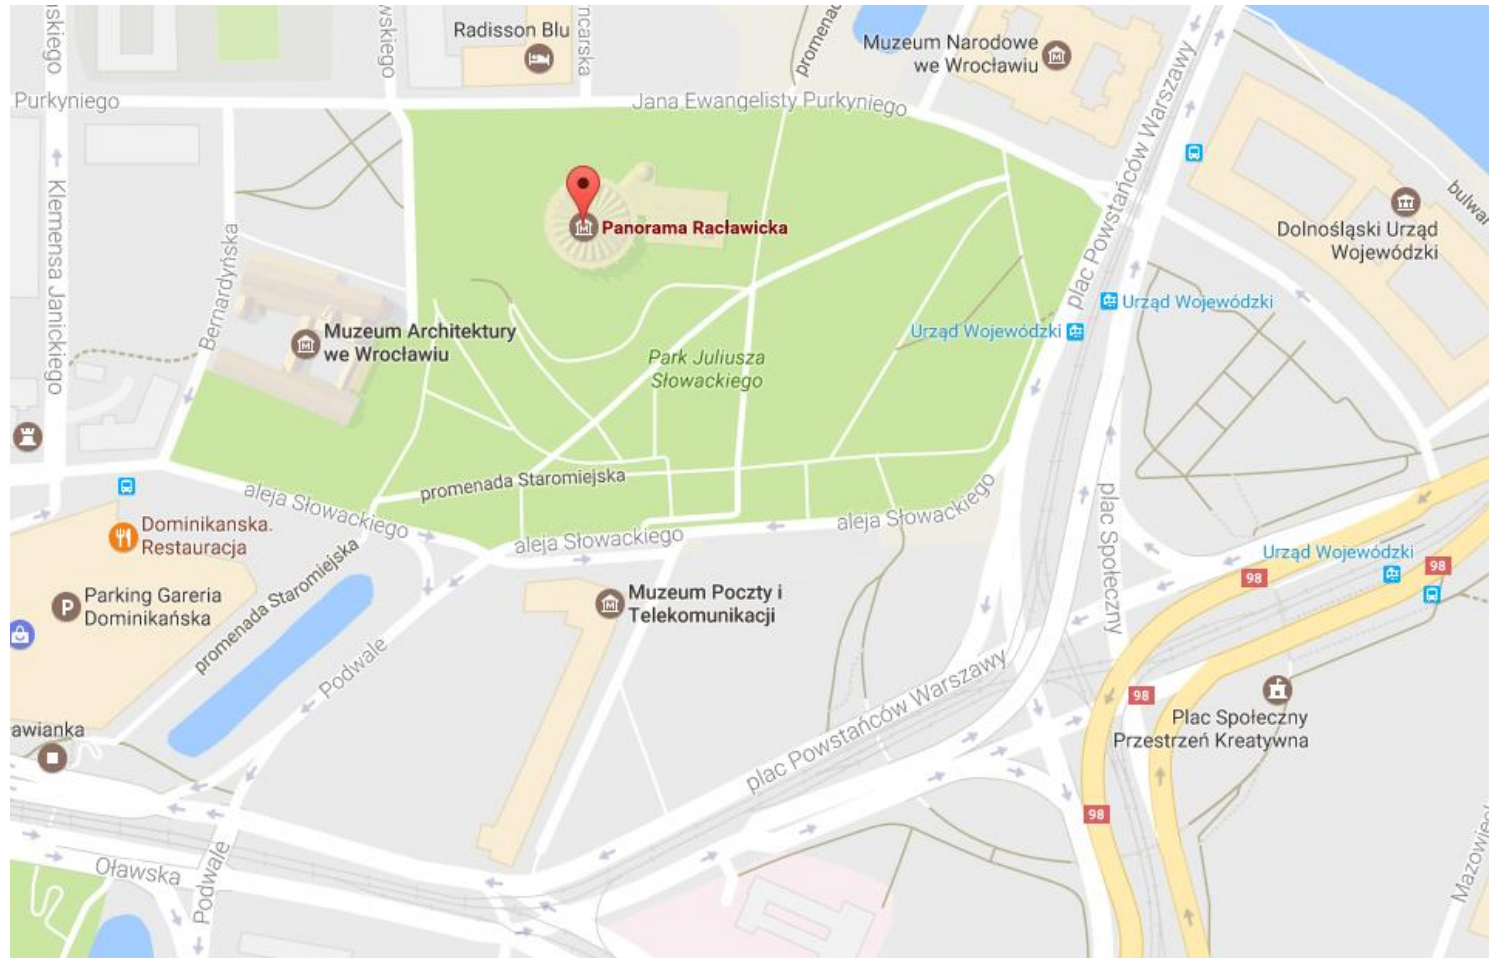 Radisson Blu
Muzeum Narodowe
we Wrocławiu
promenad
Purkyniego
Jana Ewangelisty Purkyniego
plac Powstańców Warszawy
Klemensa Janickiego
Bernardyńska
Panorama Racławicka
Dolnośląski Urząd
Wojewódzki
bulwar
Urząd Wojewódzki
Urząd Wojewódzki
Muzeum Architektury
we Wrocławiu
Park Juliusza
Słowackiego
promenada Staromiejska
aleja Słowackiego
aleja Słowackiego
aleja Słowackiego
plac Społeczny
Dominikanska.
Restauracja
Parking Gareria
Dominikańska
P
promenada Staromiejska
Podwale
Muzeum Poczty i
Telekomunikacji
Urząd Wojewódzki
98
98
98
98
plac Powstańców Warszawy
Plac Społeczny
Przestrzeń Kreatywna
awianka
Oławska
Podwale
Mazowieck